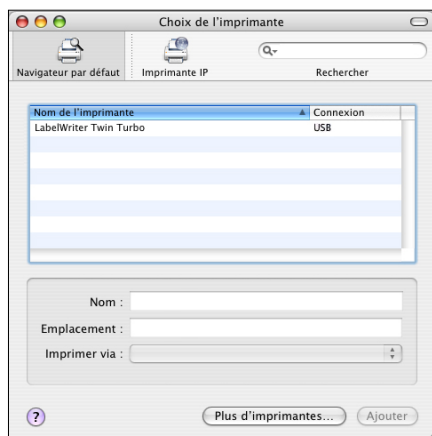 Choix de l'imprimante
Navigateur par défaut
Imprimante IP
Rechercher
Nom de l'imprimante Connexion
LabelWriter Twin Turbo USB
Nom :
Emplacement :
Imprimer via :
? Plus d'imprimantes... Ajouter